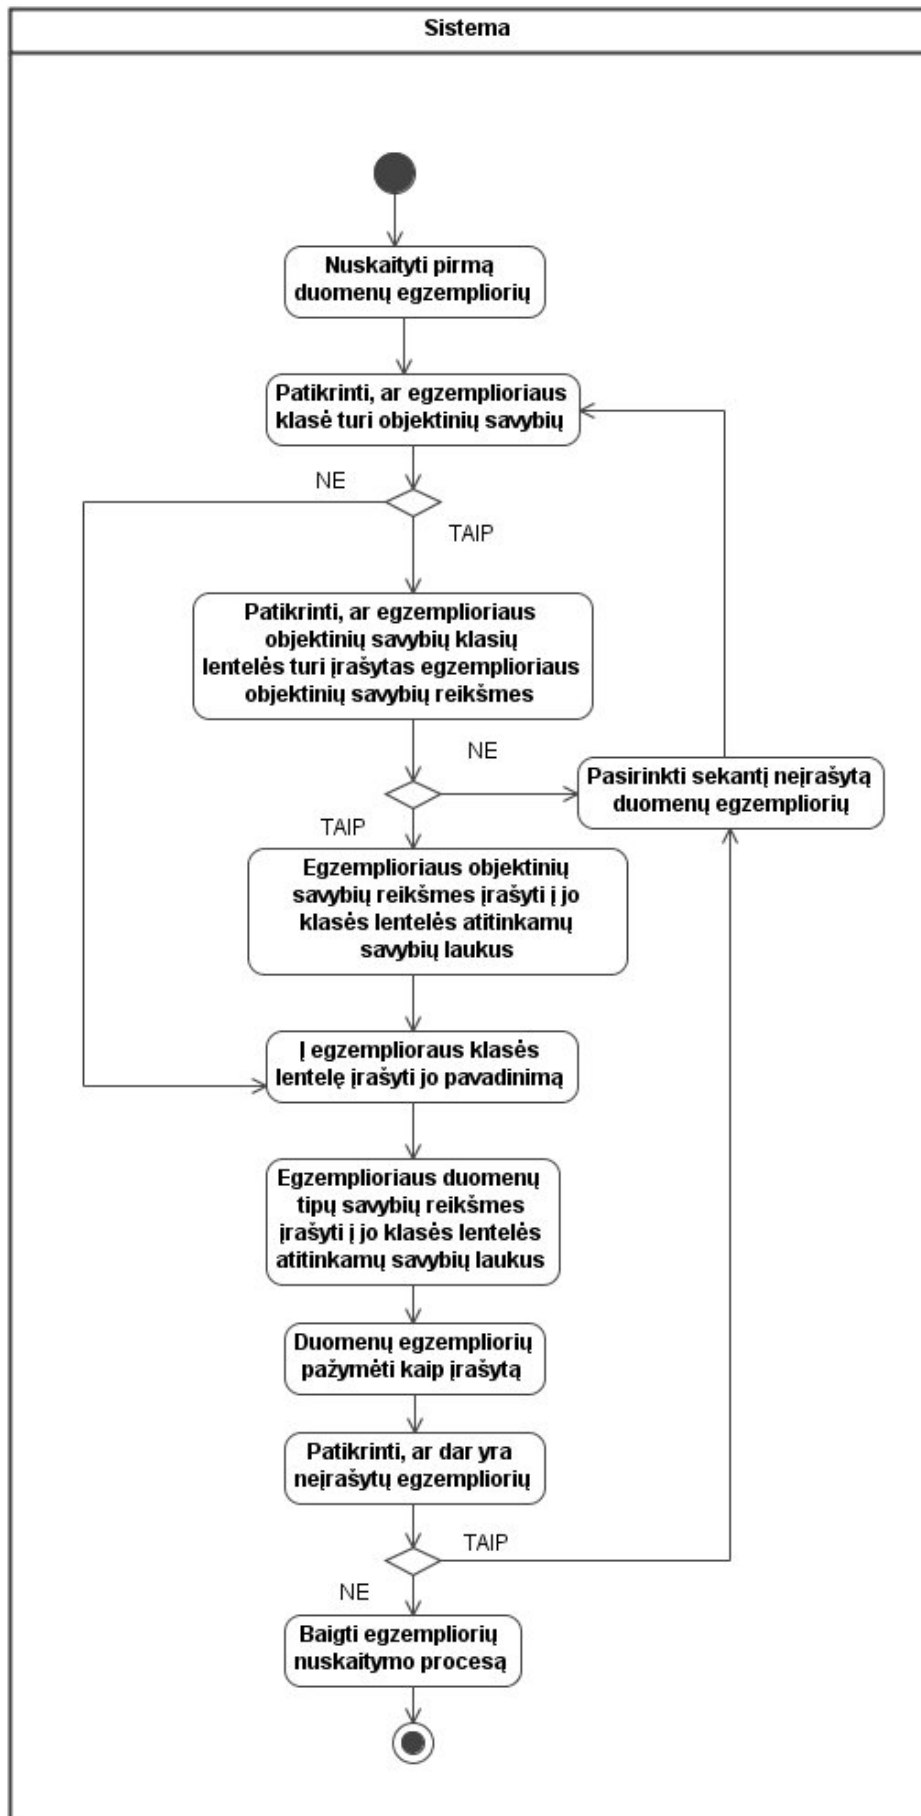 Sistema
Nuskaityti pirmą
duomenų egzempliorių
Patikrinti, ar egzemplioriaus
klasė turi objektinių savybių
NE
TAIP
Patikrinti, ar egzemplioriaus
objektinių savybių klasių
lentelės turi įrašytas egzemplioriaus
objektinių savybių reikšmes
NE
Pasirinkti sekantį neįrašytą
duomenų egzempliorių
TAIP
Egzemplioriaus objektinių
savybių reikšmes įrašyti į jo
klasės lentelės atitinkamų
savybių laukus
Į egzemplioraus klasės
lentelę įrašyti jo pavadinimą
Egzemplioriaus duomenų
tipų savybių reikšmes
įrašyti į jo klasės lentelės
atitinkamų savybių laukus
Duomenų egzempliorių
pažymėti kaip įrašytą
Patikrinti, ar dar yra
neįrašytų egzempliorių
TAIP
NE
Baigti egzempliorių
nuskaitymo procesą